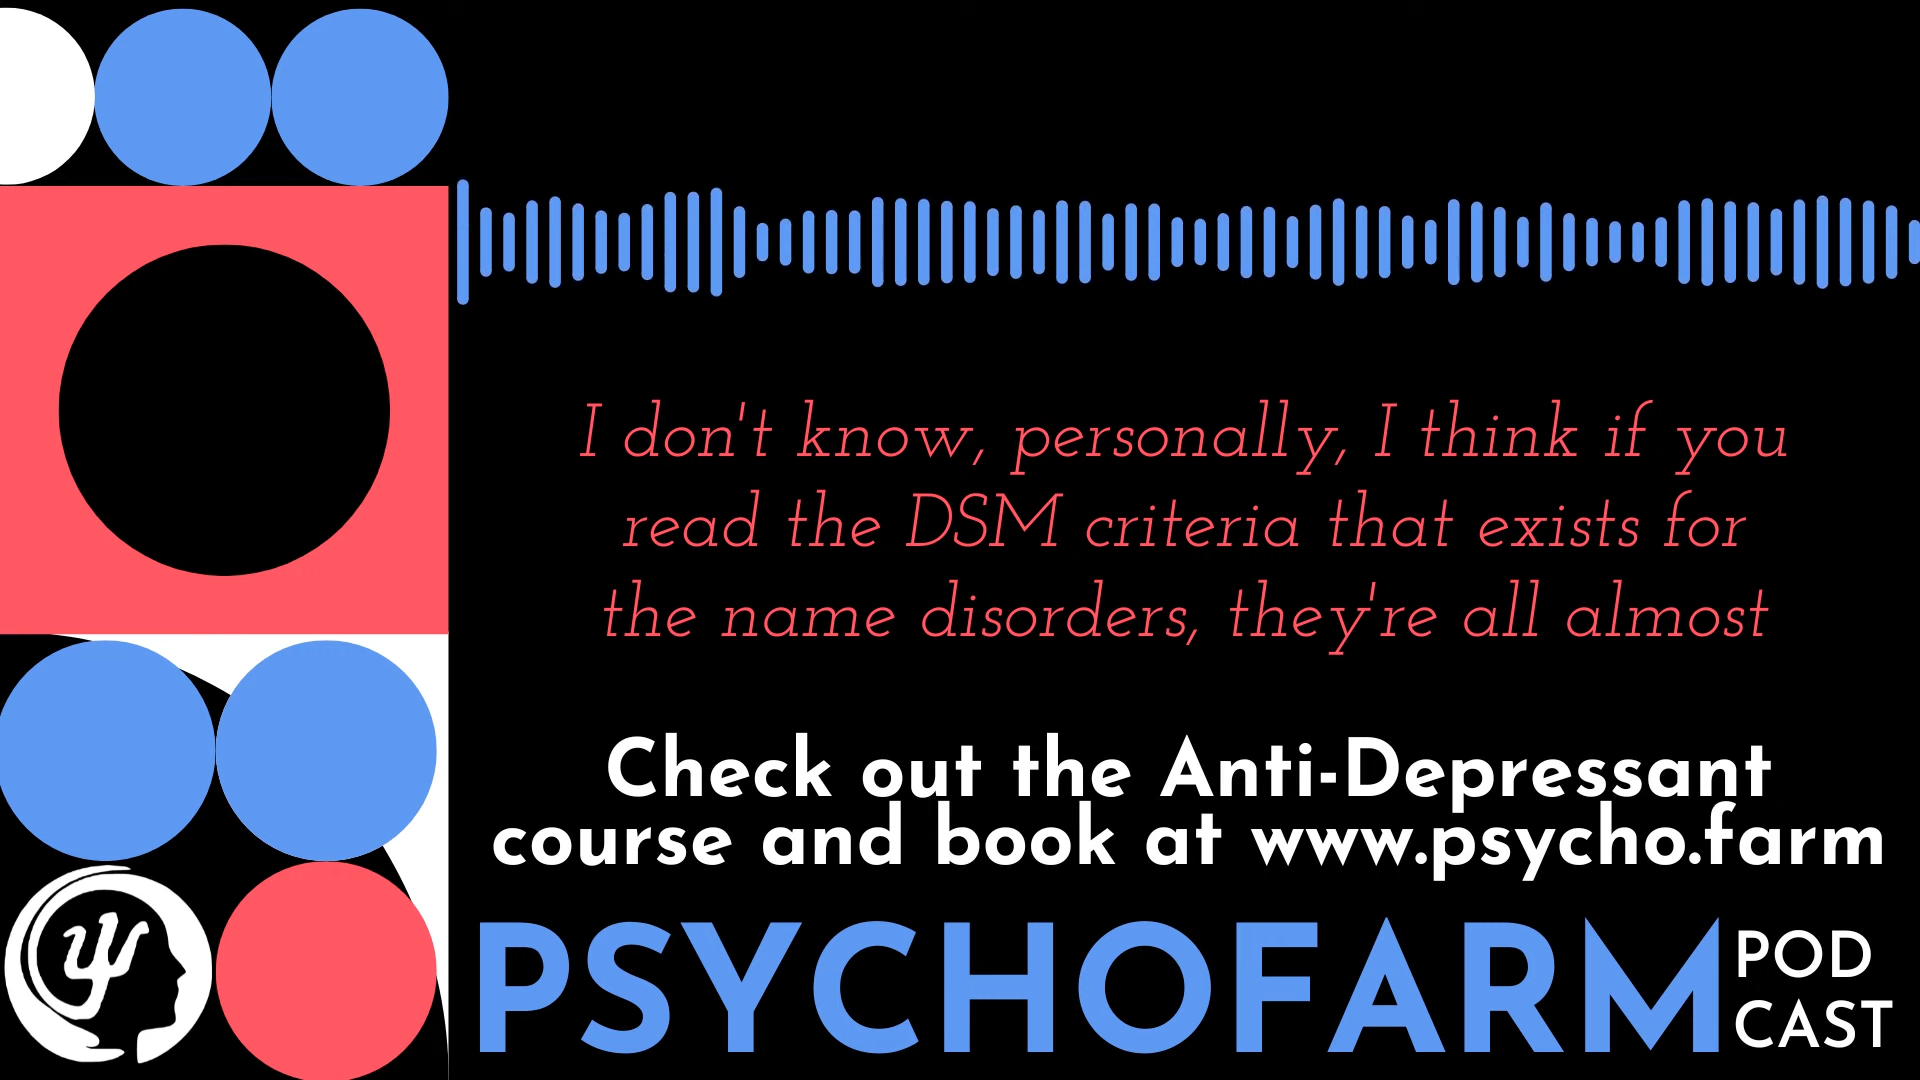 I don't know, personally, I think if you
read the DSM criteria that exists for
the name disorders, they're all almost
Check out the Anti-Depressant
course and book at www.psycho.farm
PSYCHOFARM
POD
CAST
ψ